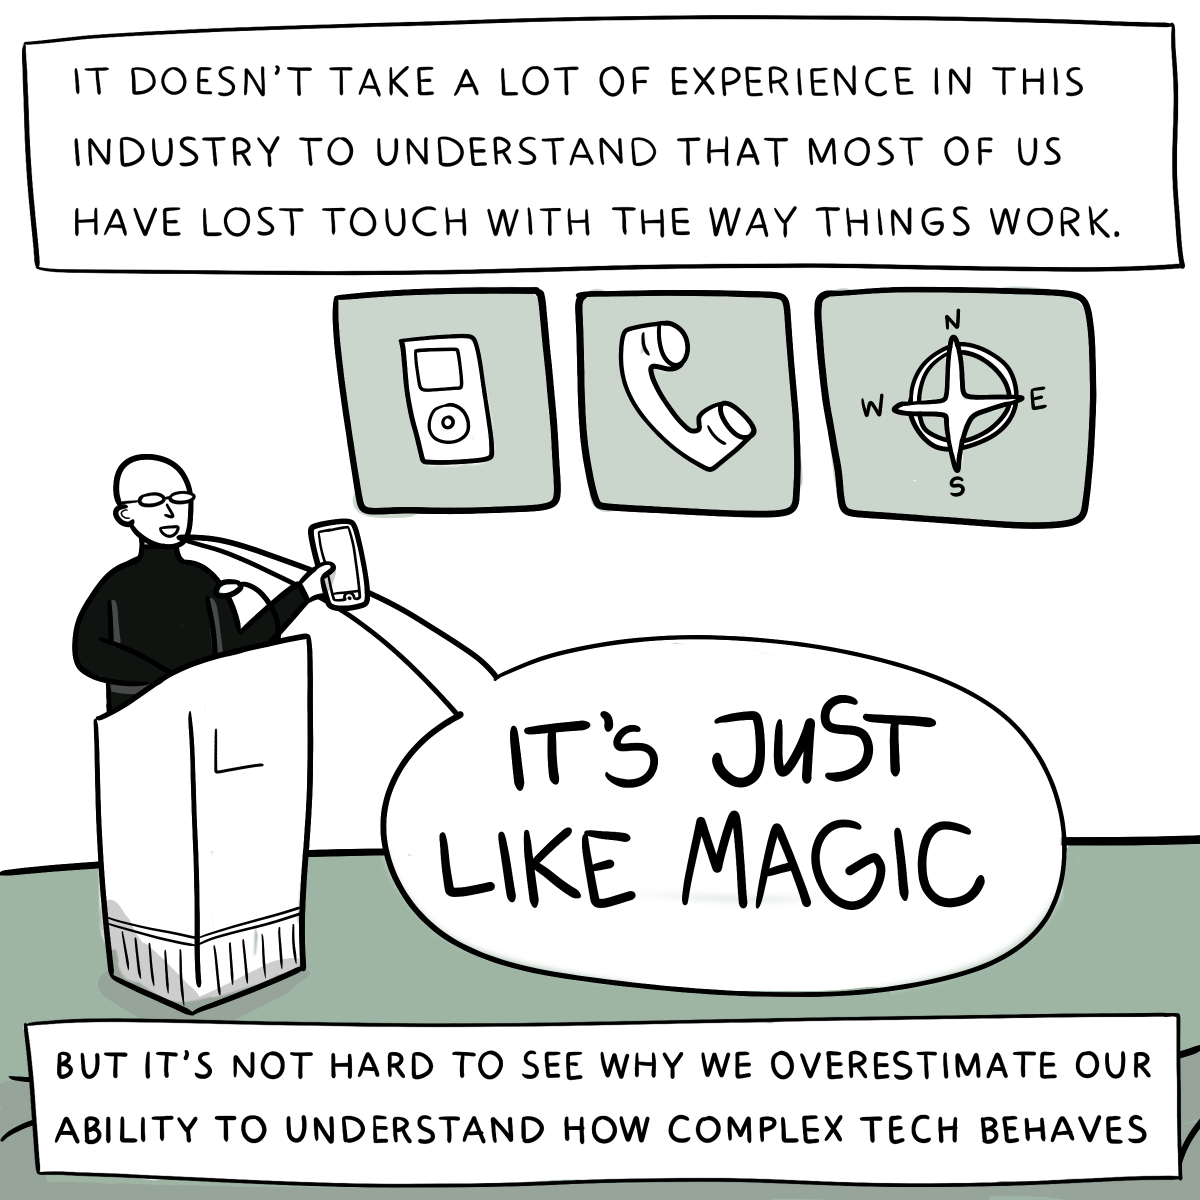 IT DOESN'T TAKE A LOT OF EXPERIENCE IN THIS
INDUSTRY TO UNDERSTAND THAT MOST OF US
HAVE LOST TOUCH WITH THE WAY THINGS WORK.
N
W E
S
IT'S JUST
LIKE MAGIC
BUT IT'S NOT HARD TO SEE WHY WE OVERESTIMATE OUR
ABILITY TO UNDERSTAND HOW COMPLEX TECH BEHAVES